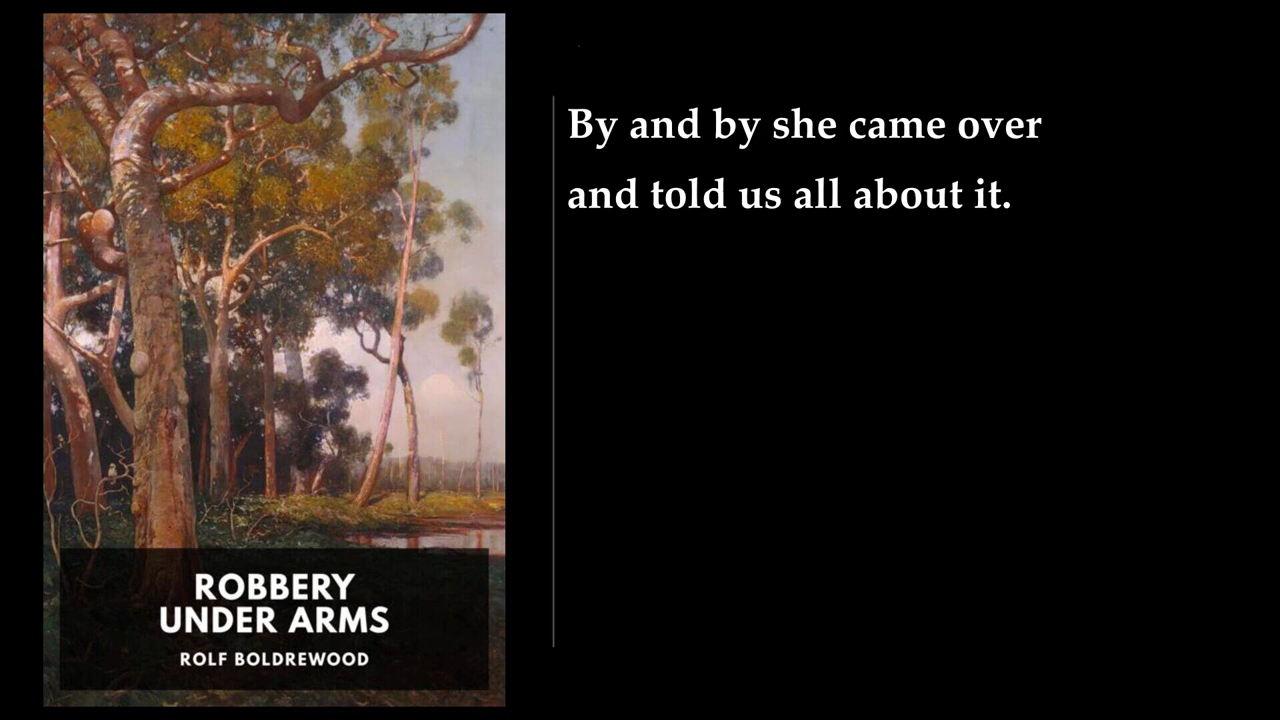 By and by she came over
and told us all about it.
ROBBERY
UNDER ARMS
ROLF BOLDREWOOD